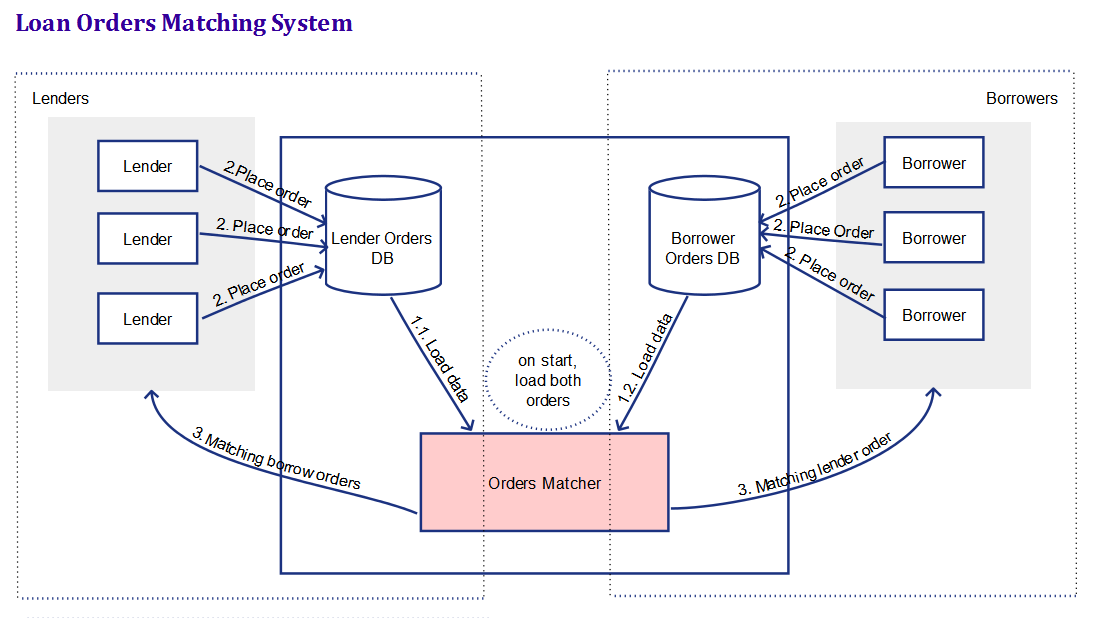 Loan Orders Matching System
Lenders
Borrowers
Lender
Lender
Lender
2.Place order
2. Place order
2. Place order
Lender Orders
DB
Borrower
Orders DB
2. Place order
2. Place Order
2. Place order
Borrower
Borrower
Borrower
1.1. Load data
on start,
load both
orders
1.2. Load data
3. Matching borrow orders
Orders Matcher
3. Matching lender order